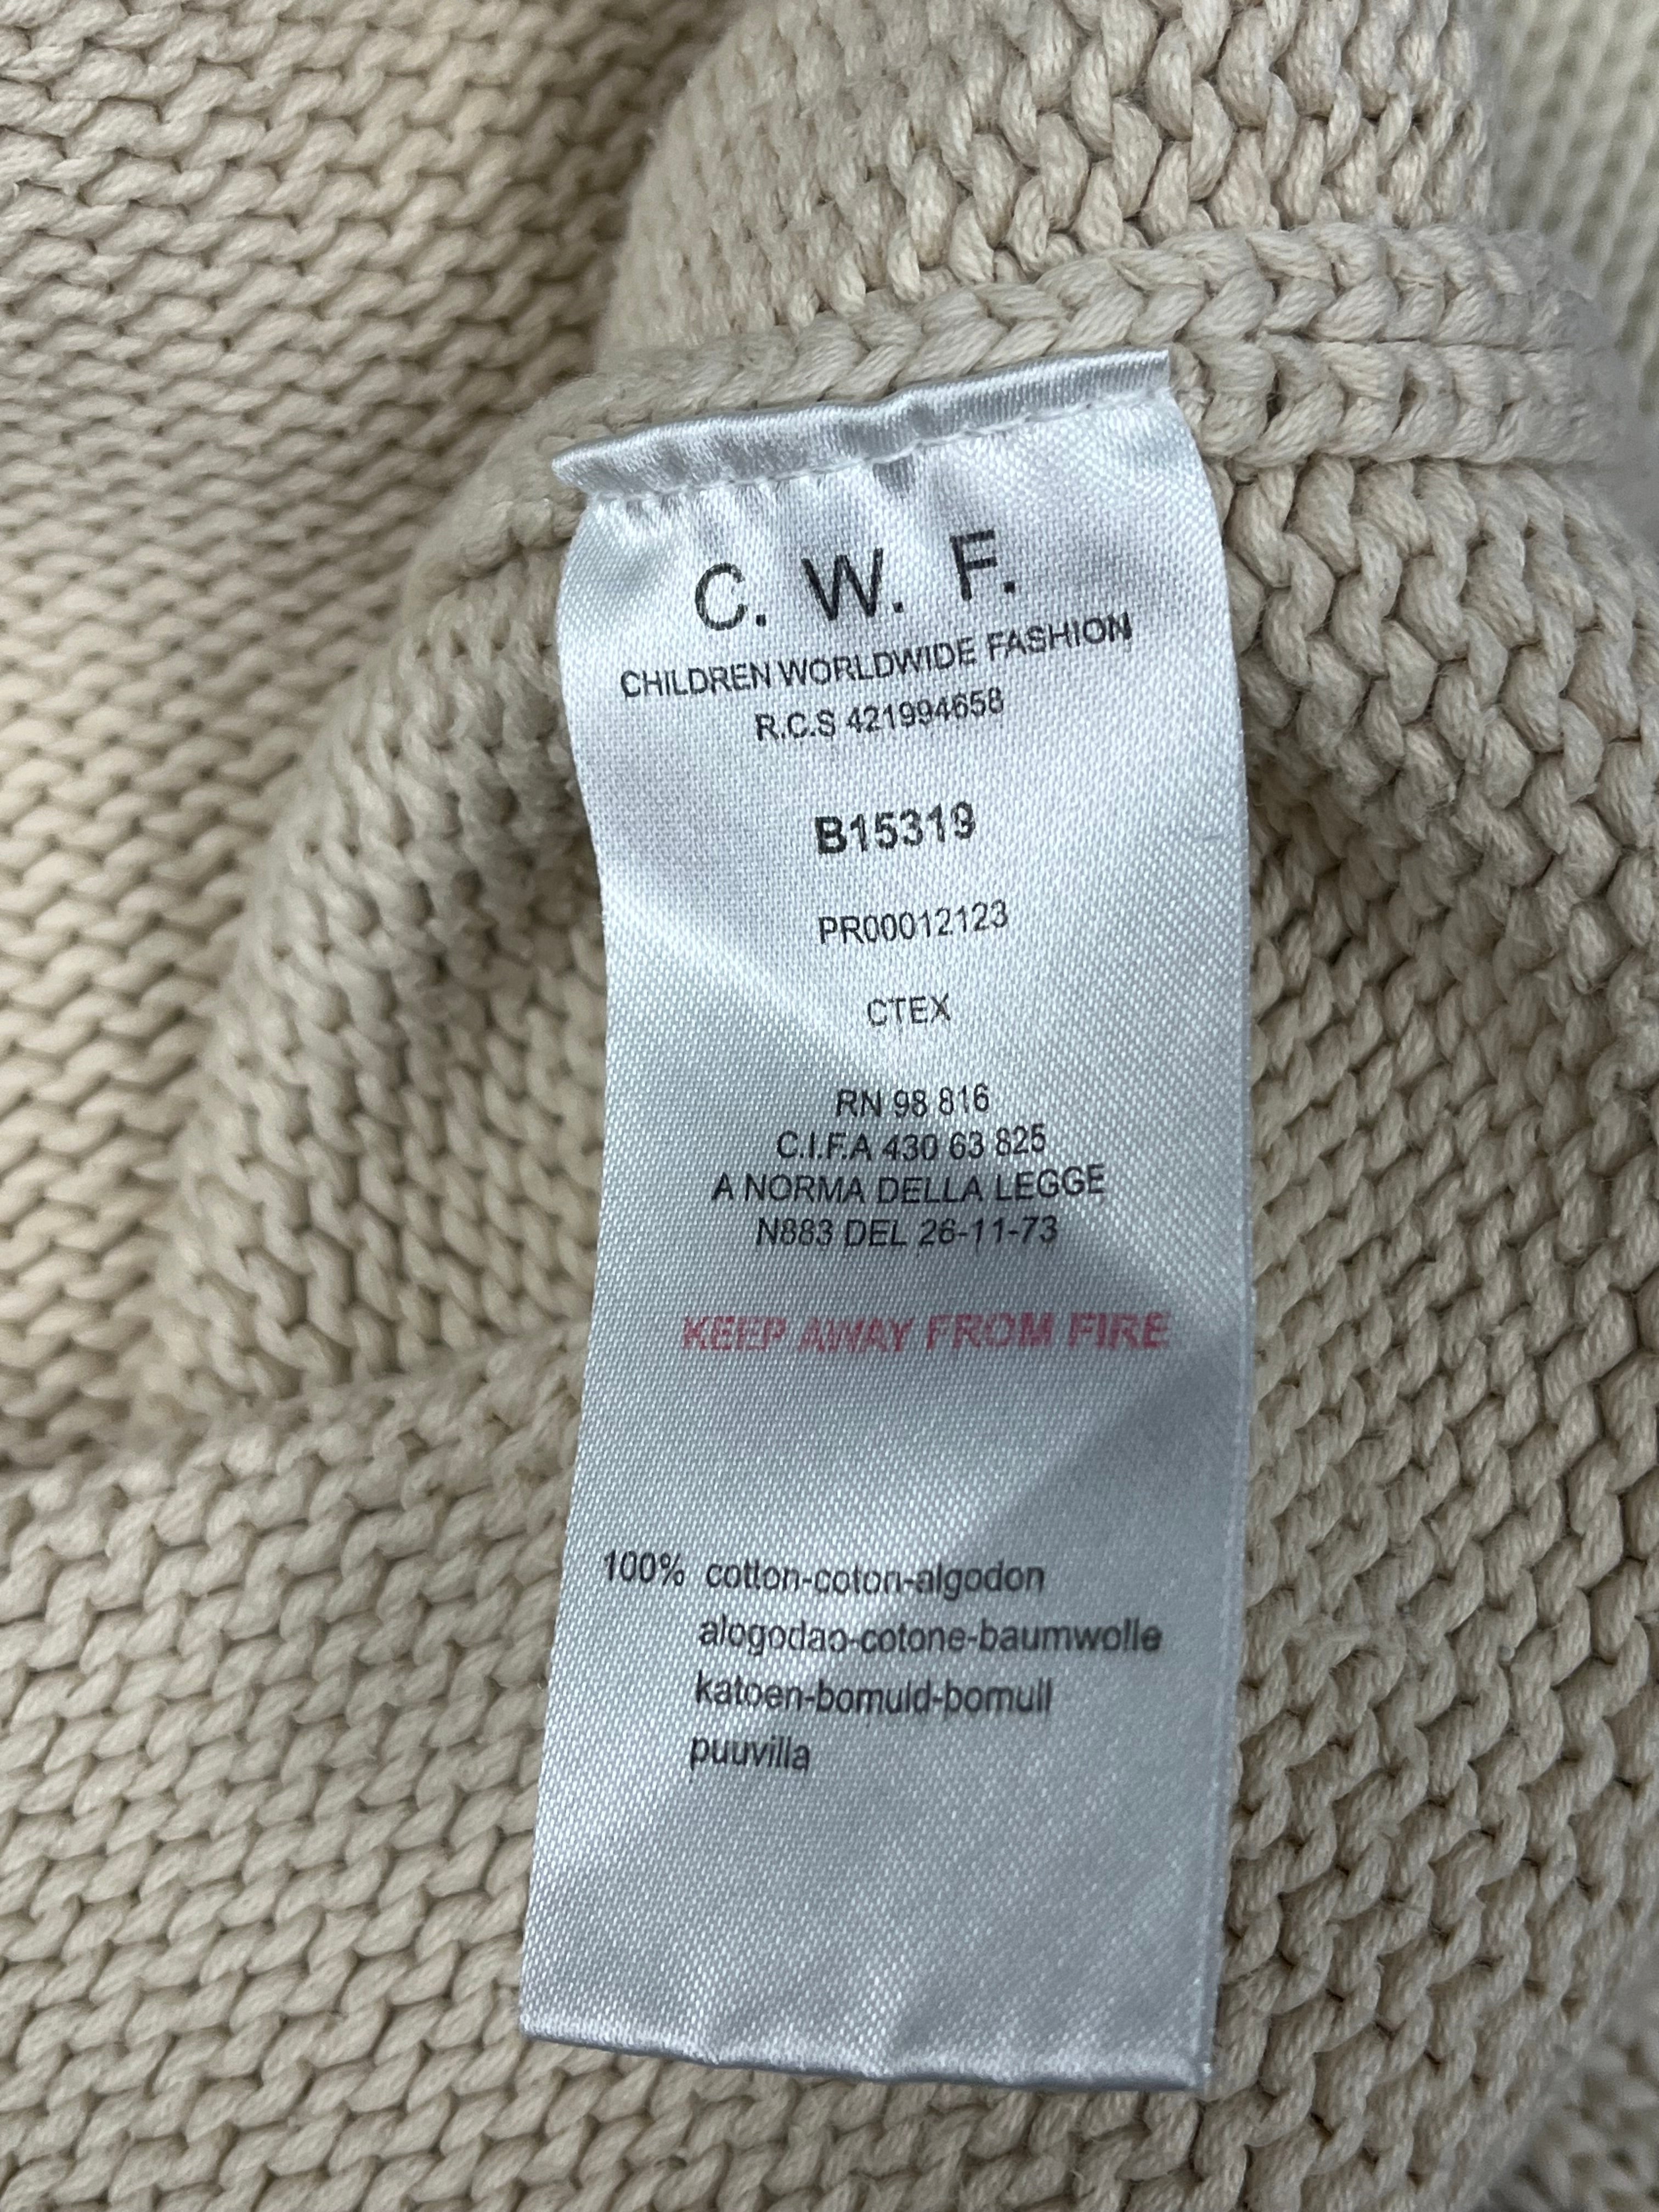 C. W. F.
CHILDREN WORLDWIDE FASHION
R.C.S 421994658
B15319
PR00012123
CTEX
RN 98 816
C.I.F.A 430 63 825
A NORMA DELLA LEGGE
N883 DEL 26-11-73
KEEP AWAY FROM FIRE
100% cotton-coton-algodon
alogodao-cotone-baumwolle
katoen-bomuld-bomull
puuvilla